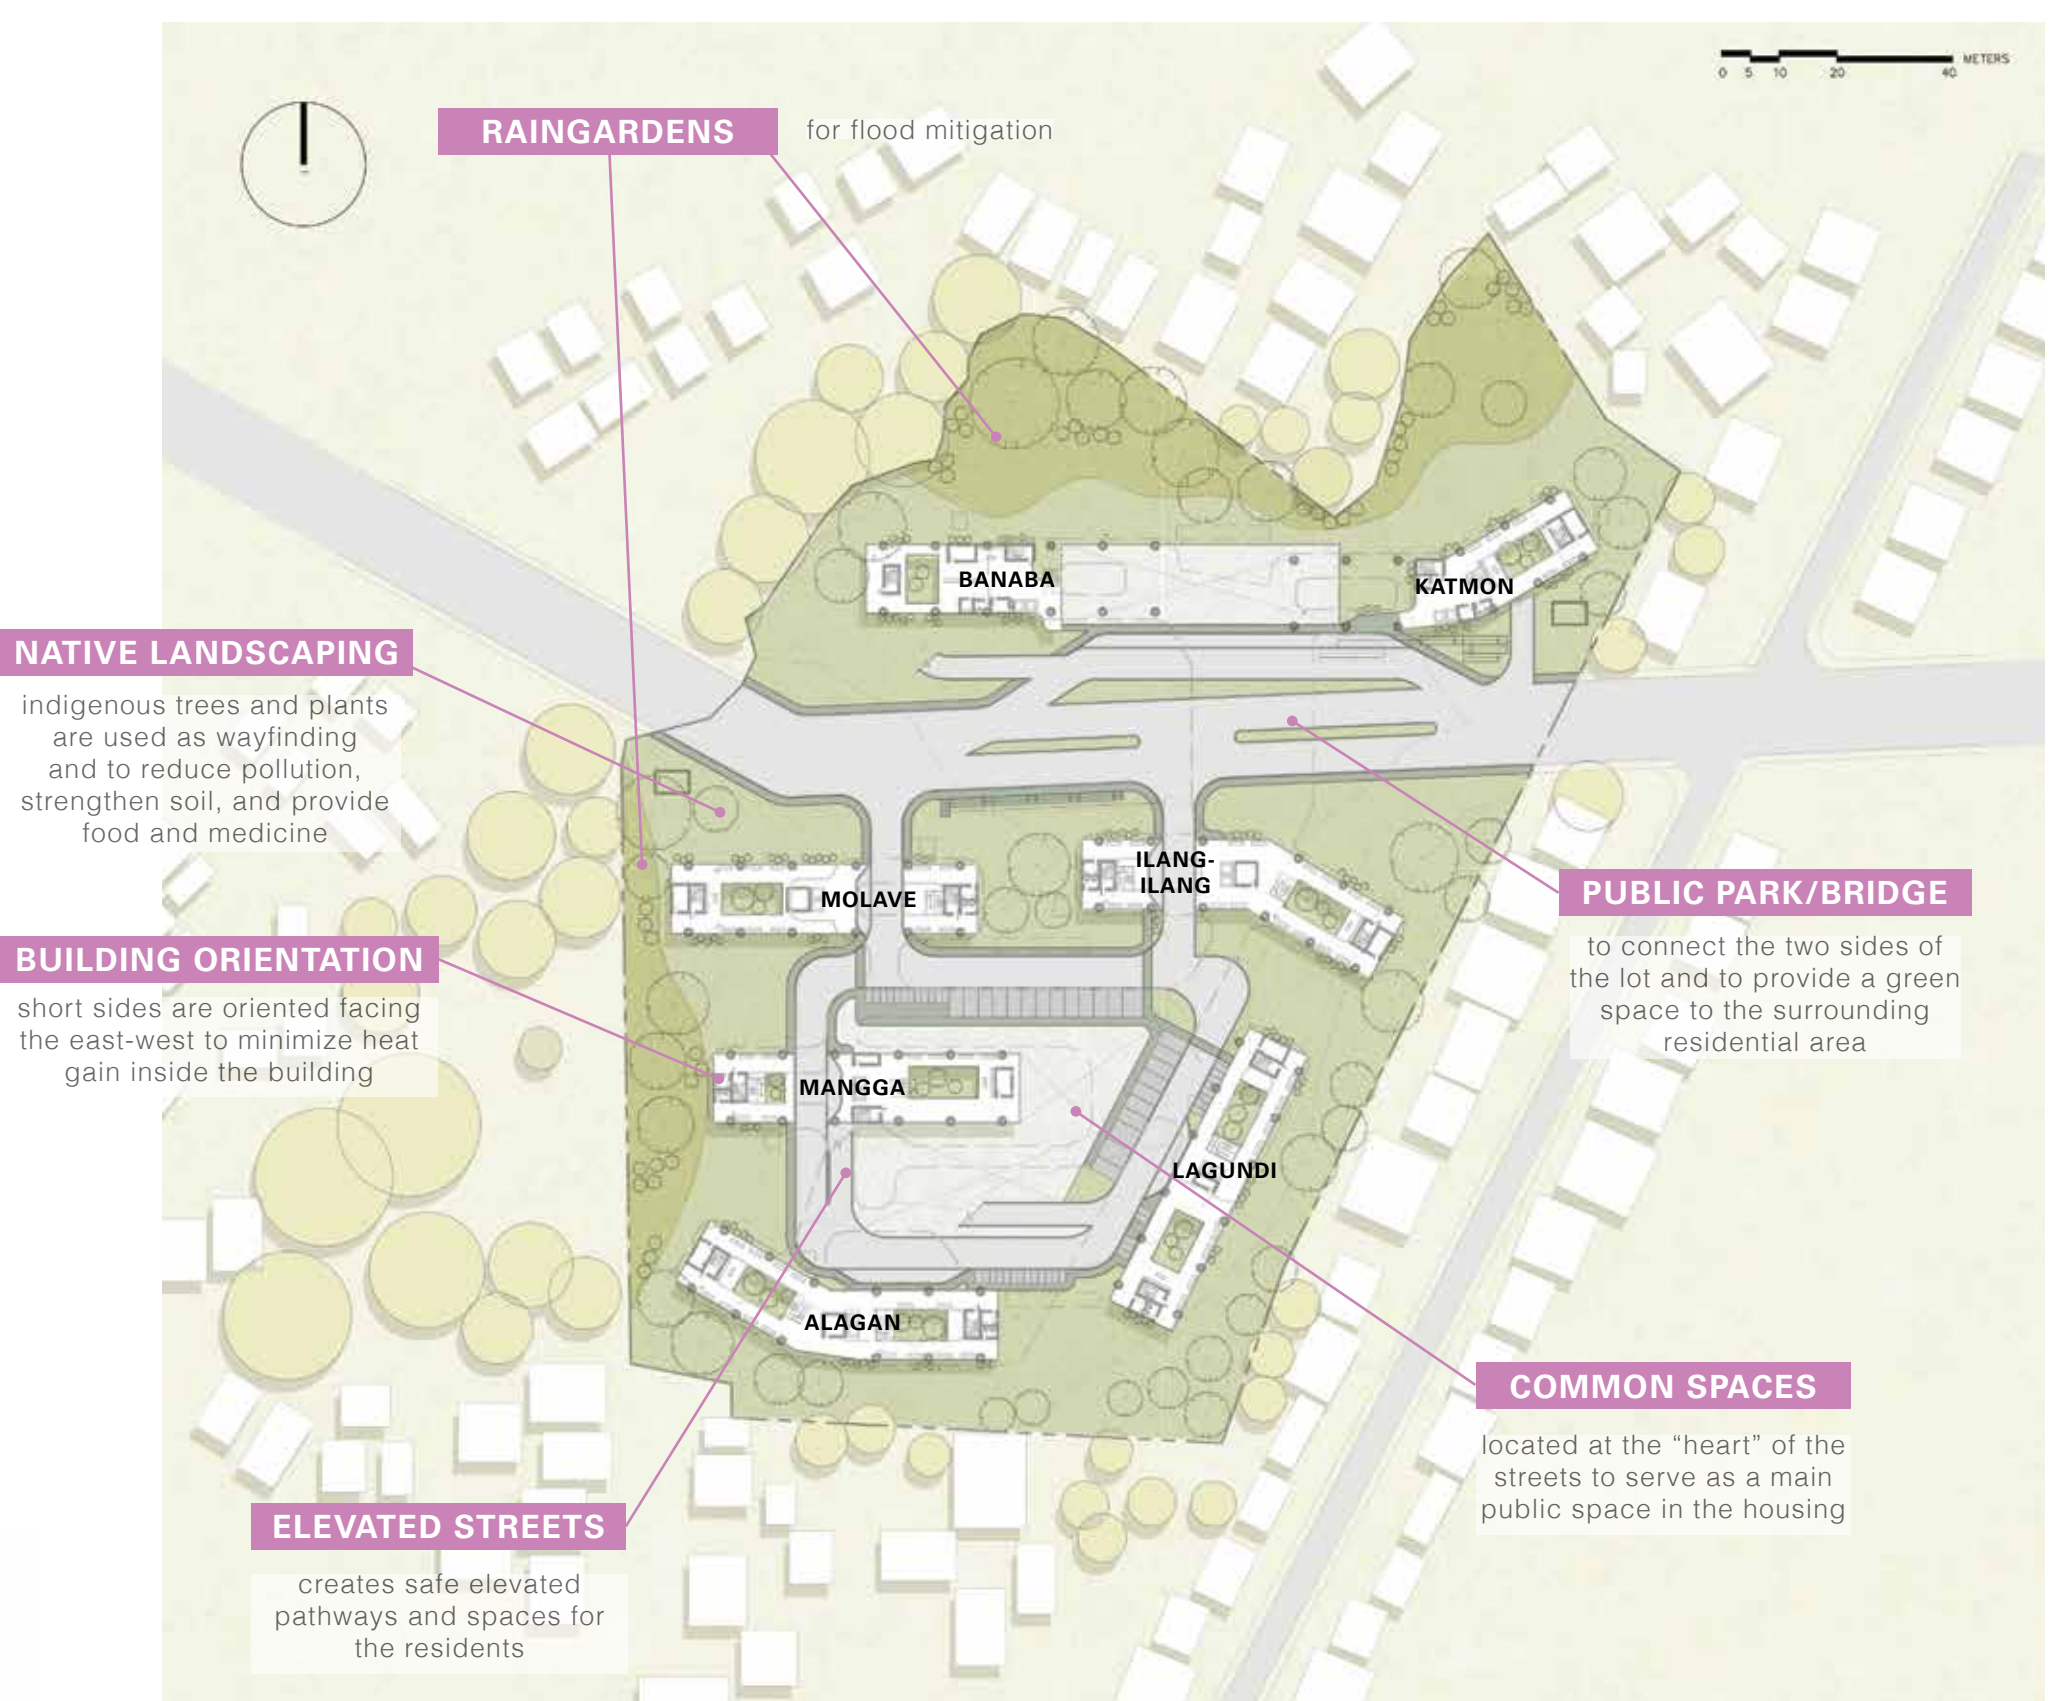 METERS
0 5 10 20 40
RAINGARDENS
for flood mitigation
BANABA
KATMON
NATIVE LANDSCAPING
indigenous trees and plants
are used as wayfinding
and to reduce pollution,
strengthen soil, and provide
food and medicine
MOLAVE
ILANG-
ILANG
PUBLIC PARK/BRIDGE
to connect the two sides of
the lot and to provide a green
space to the surrounding
residential area
BUILDING ORIENTATION
short sides are oriented facing
the east-west to minimize heat
gain inside the building
MANGGA
LAGUNDI
ALAGAN
COMMON SPACES
located at the “heart” of the
streets to serve as a main
public space in the housing
ELEVATED STREETS
creates safe elevated
pathways and spaces for
the residents